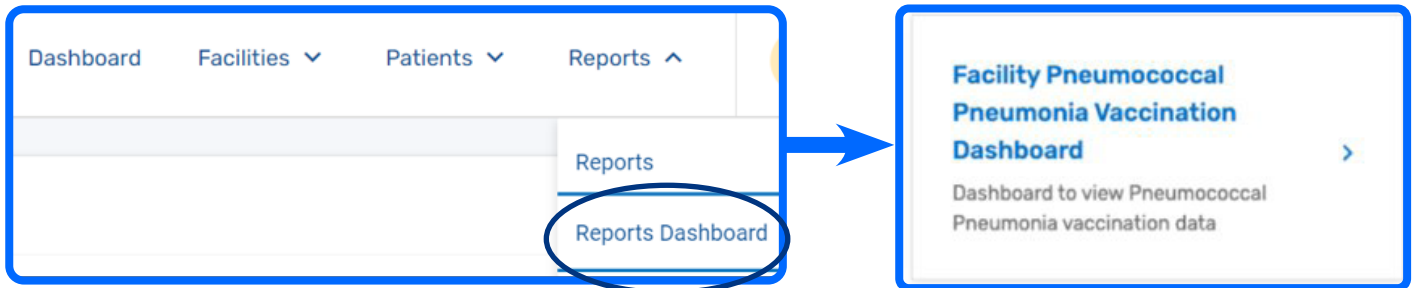 Dashboard Facilities Patients Reports
Reports
Reports Dashboard
Facility Pneumococcal
Pneumonia Vaccination
Dashboard
Dashboard to view Pneumococcal
Pneumonia vaccination data